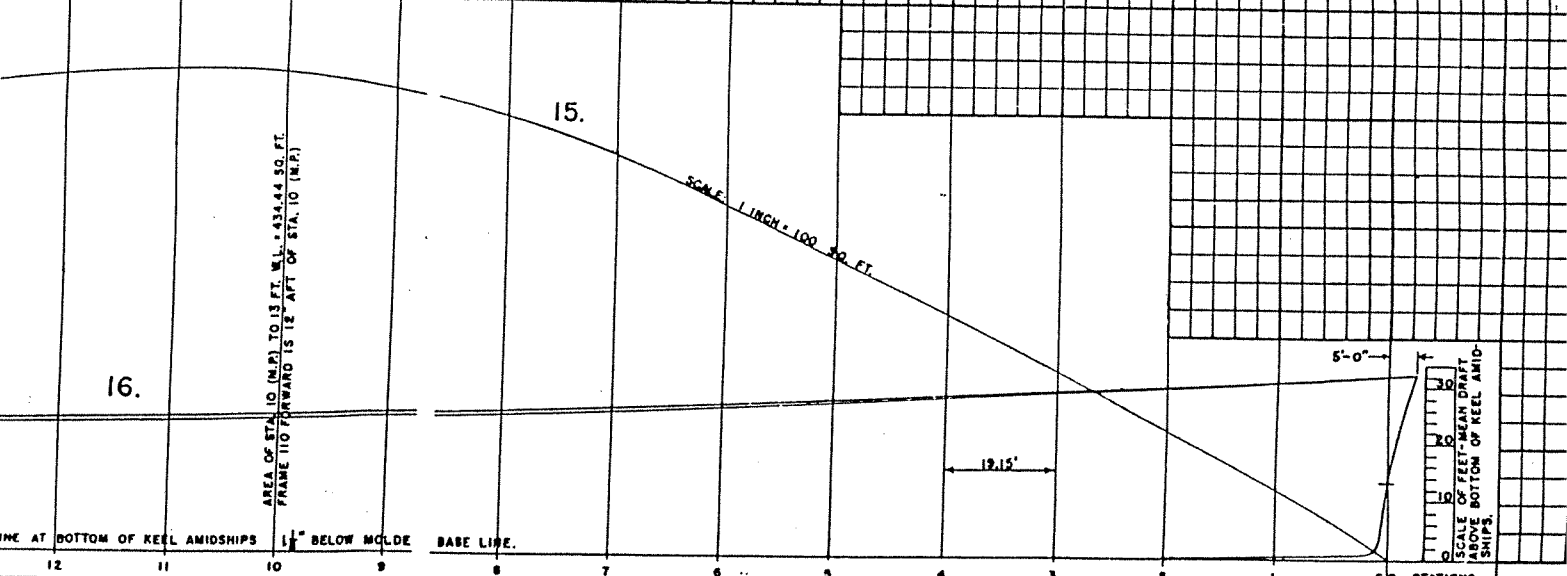 15.
SCALE: 1 INCH = 100 SQ. FT.
AREA OF STA. 10 (M.P.) TO 13 FT. W.L. = 434.44 SQ. FT.
FRAME 110 FORWARD IS 12" AFT OF STA. 10 (M.P.)
16.
5'-0"
30
20
10
0
SCALE OF FEET-MEAN DRAFT
ABOVE BOTTOM OF KEEL AMID-
SHIPS.
19.15'
LINE AT BOTTOM OF KEEL AMIDSHIPS BELOW MOLDE BASE LINE.
12 11 10 9 8 7 6 5 4 3 2 1 STATIONS